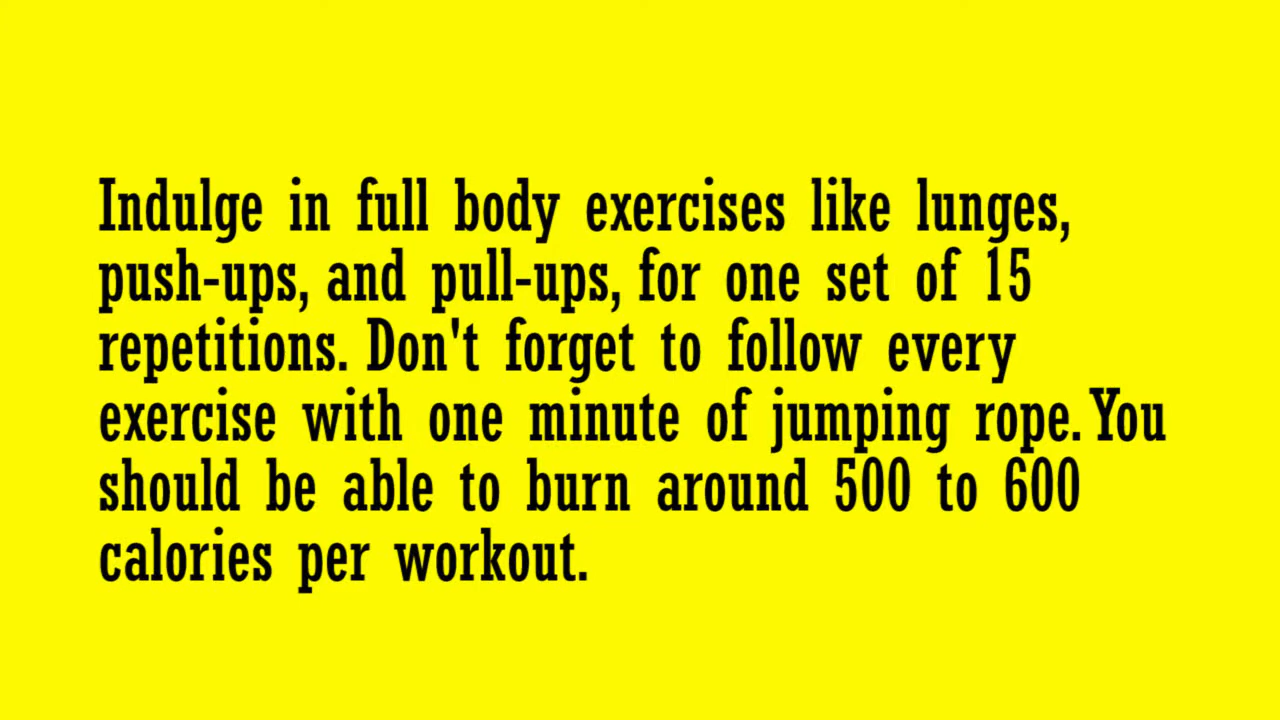 Indulge in full body exercises like lunges,
push-ups, and pull-ups, for one set of 15
repetitions. Don't forget to follow every
exercise with one minute of jumping rope. You
should be able to burn around 500 to 600
calories per workout.